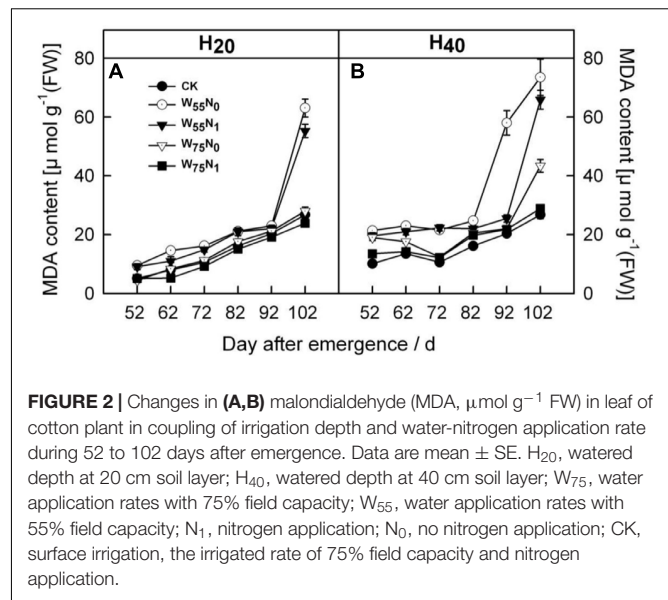 H₂₀ H₄₀
A B
CK
W₅₅N₀
W₅₅N₁
W₇₅N₀
W₇₅N₁
MDA content [μ mol g⁻¹ (FW)]
80
60
40
20
0
52 62 72 82 92 102 52 62 72 82 92 102
80
60
40
20
0
MDA content [μ mol g⁻¹ (FW)]
Day after emergence / d
FIGURE 2 | Changes in (A,B) malondialdehyde (MDA, μmol g⁻¹ FW) in leaf of
cotton plant in coupling of irrigation depth and water-nitrogen application rate
during 52 to 102 days after emergence. Data are mean ± SE. H₂₀, watered
depth at 20 cm soil layer; H₄₀, watered depth at 40 cm soil layer; W₇₅, water
application rates with 75% field capacity; W₅₅, water application rates with
55% field capacity; N₁, nitrogen application; N₀, no nitrogen application; CK,
surface irrigation, the irrigated rate of 75% field capacity and nitrogen
application.